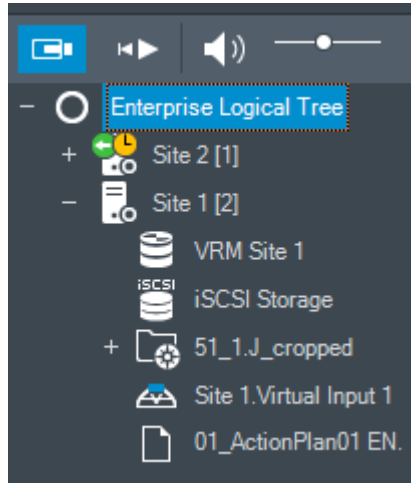 Enterprise Logical Tree
Site 2 [1]
Site 1 [2]
VRM Site 1
iSCSI
iSCSI Storage
51_1.J_cropped
Site 1.Virtual Input 1
01_ActionPlan01 EN.